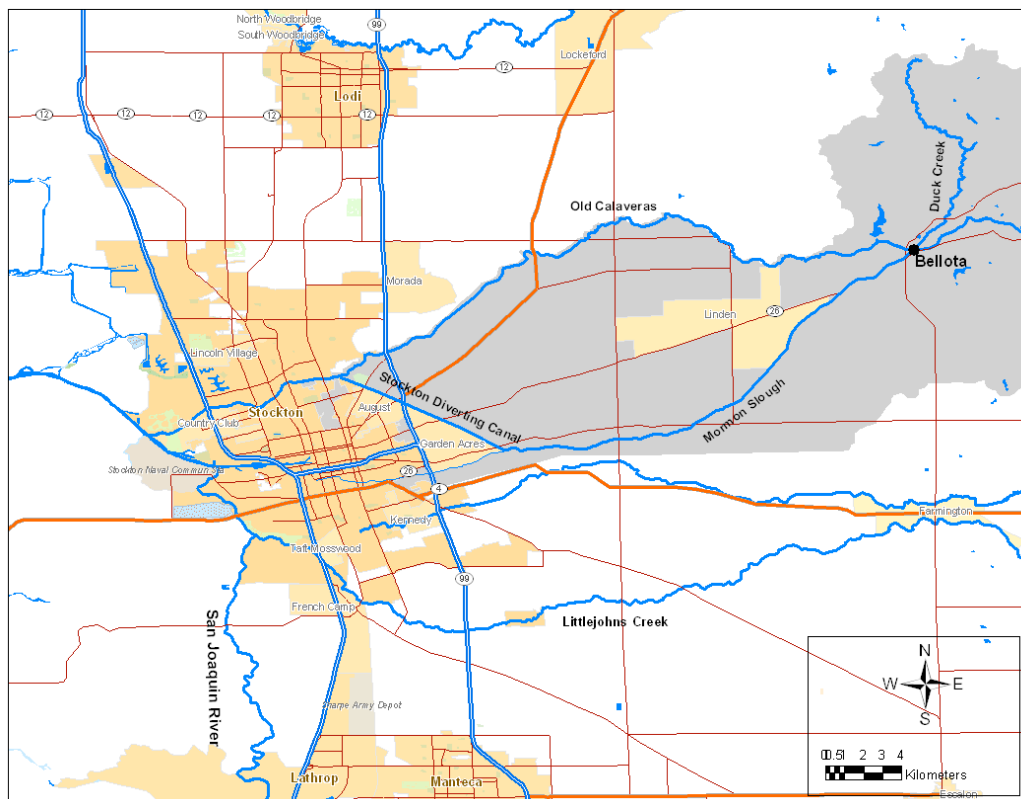 North Woodbridge
South Woodbridge
99
Lockeford
12
12
12
12
12
12
Lodi
Duck Creek
Old Calaveras
Bellota
Morada
Linden
26
Lincoln Village
Stockton Diverting Canal
August
Stockton
Country Club
Mormon Slough
Garden Acres
Stockton Naval Commun Sta
26
4
Farmington
Kennedy
Taft Mosswood
99
French Camp
Littlejohns Creek
San Joaquin River
Sharpe Army Depot
N
W E
S
0 0.5 1 2 3 4
Kilometers
Lathrop
Manteca
Escalon